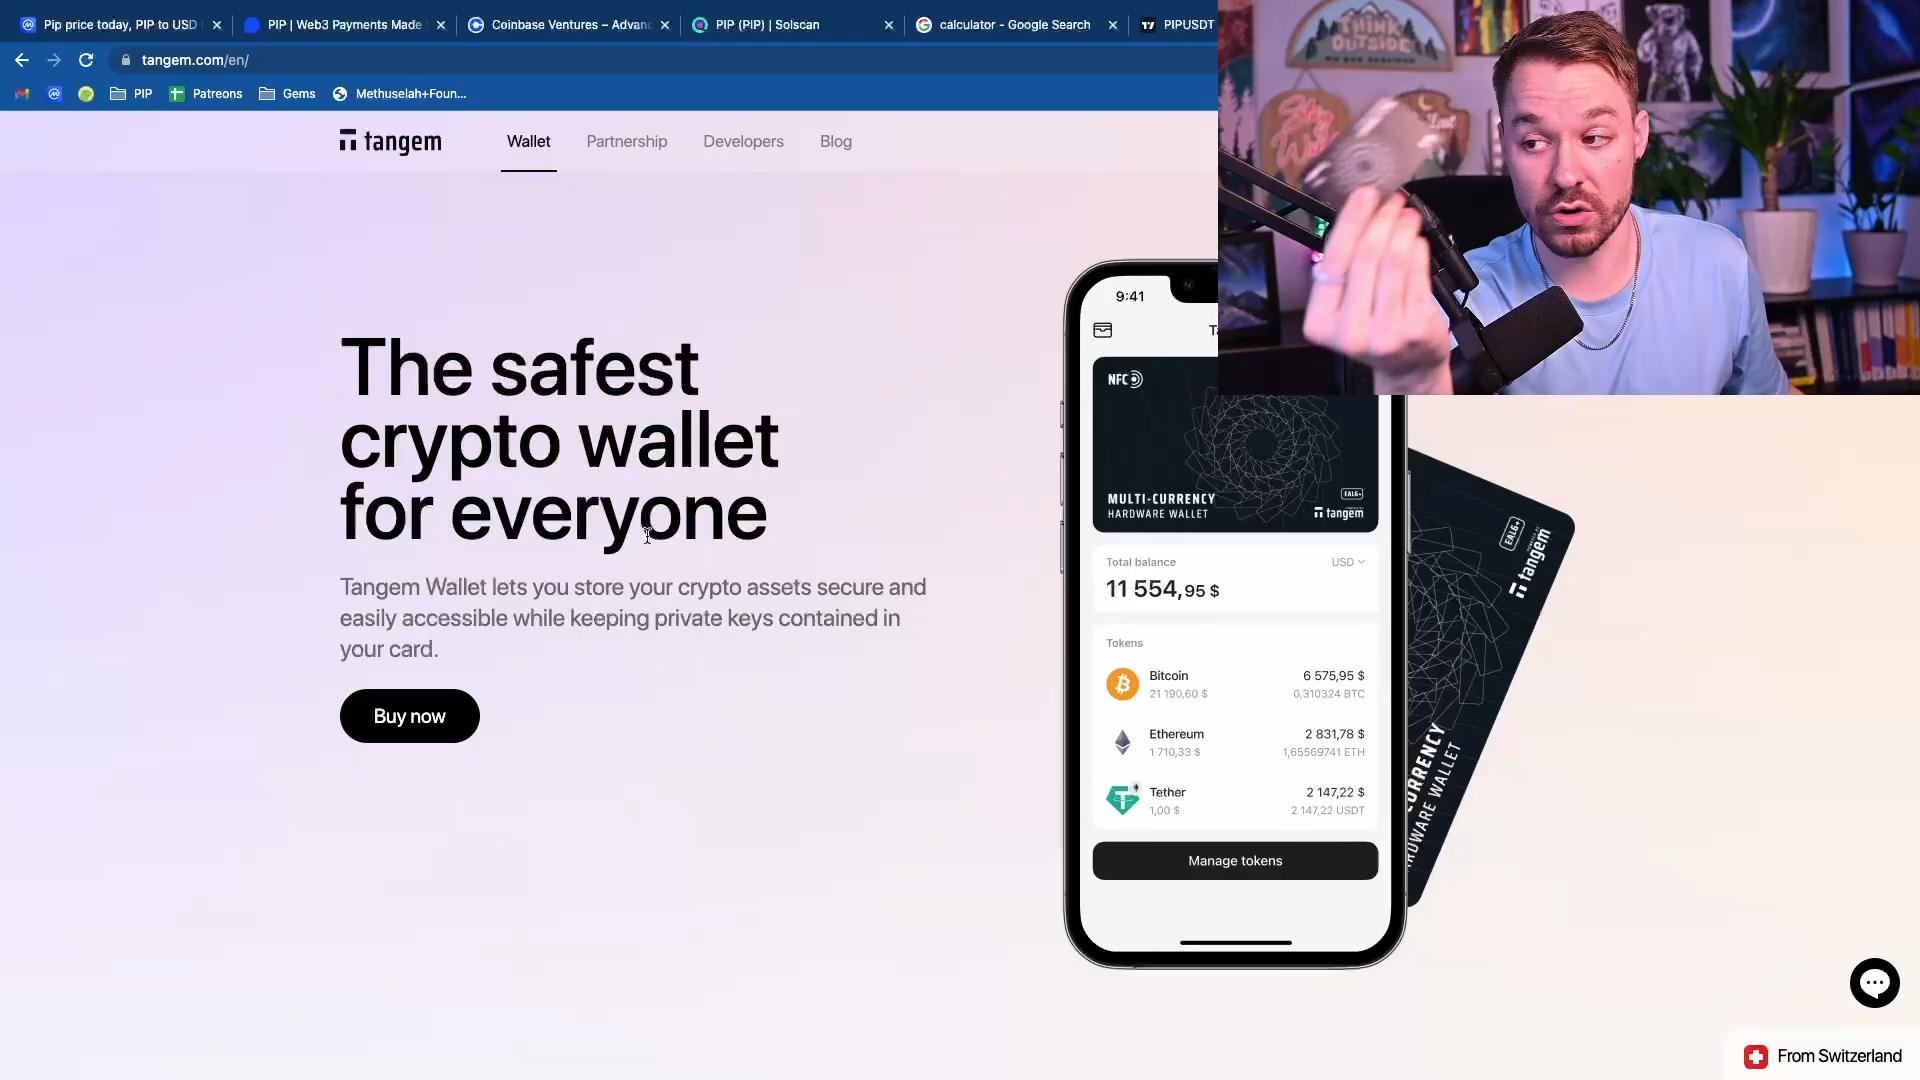 Pip price today, PIP to USD
PIP | Web3 Payments Made
Coinbase Ventures – Advanc
PIP (PIP) | Solscan
calculator - Google Search
PIPUSDT
tangem.com/en/
PIP
Patreons
Gems
Methuselah+Foun...
tangem
Wallet
Partnership
Developers
Blog
THINK
OUTSIDE
The safest
crypto wallet
for everyone
Tangem Wallet lets you store your crypto assets secure and
easily accessible while keeping private keys contained in
your card.
Buy now
9:41
NFC
MULTI-CURRENCY
HARDWARE WALLET
EAL6+
tangem
Total balance
USD
11 554,95 $
Tokens
Bitcoin
6 575,95 $
21 190,60 $
0,310324 BTC
Ethereum
2 831,78 $
1 710,33 $
1,65569741 ETH
Tether
2 147,22 $
1,00 $
2 147,22 USDT
Manage tokens
EAL6+
tangem
From Switzerland